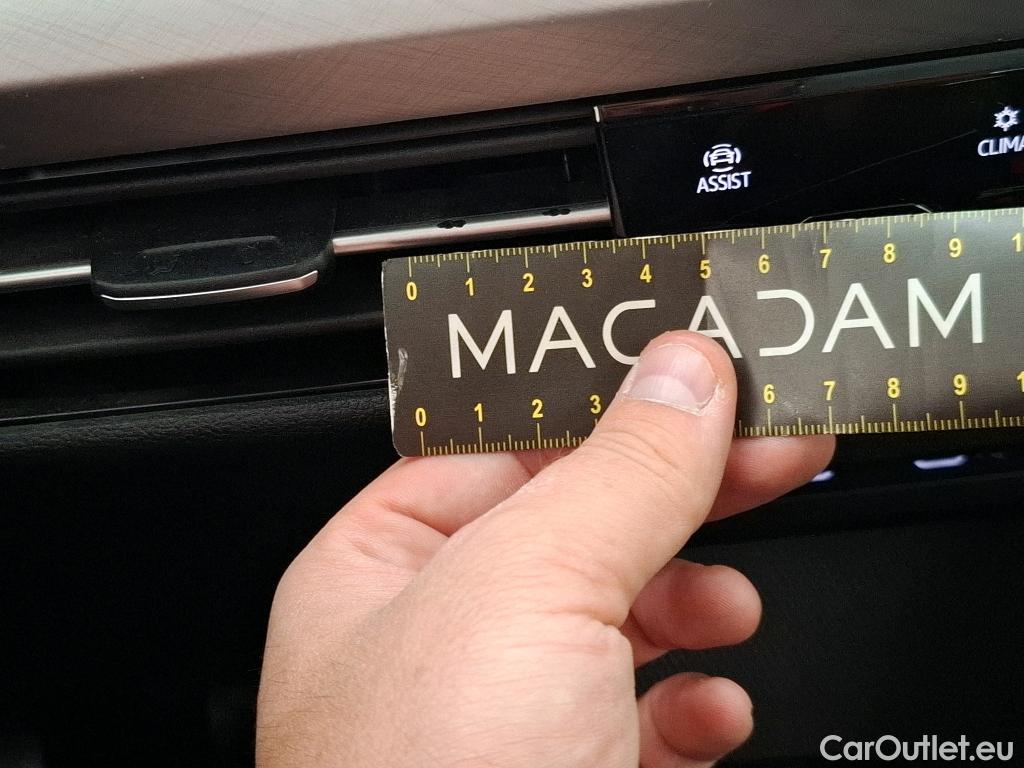 ASSIST
CLIMA
0 1 2 3 4 5 6 7 8 9 1
MACADAM
0 1 2 3 6 7 8 9 1
CarOutlet.eu